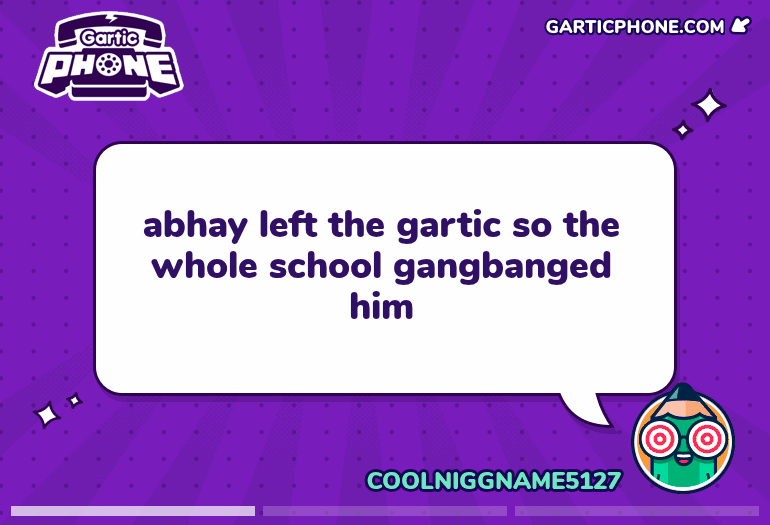 Gartic
PHONE
GARTICPHONE.COM
abhay left the gartic so the
whole school gangbanged
him
COOLNIGGNAME5127